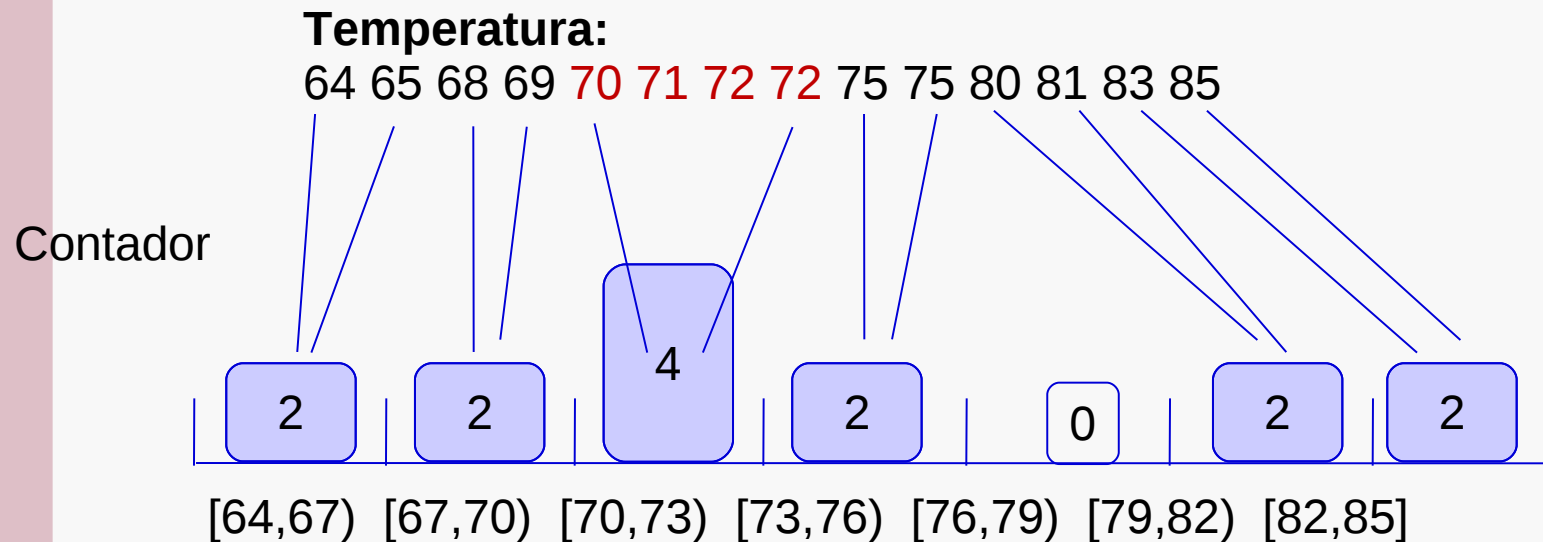 Temperatura:
64 65 68 69 70 71 72 72 75 75 80 81 83 85
Contador
2 2 4 2 0 2 2
[64,67) [67,70) [70,73) [73,76) [76,79) [79,82) [82,85]